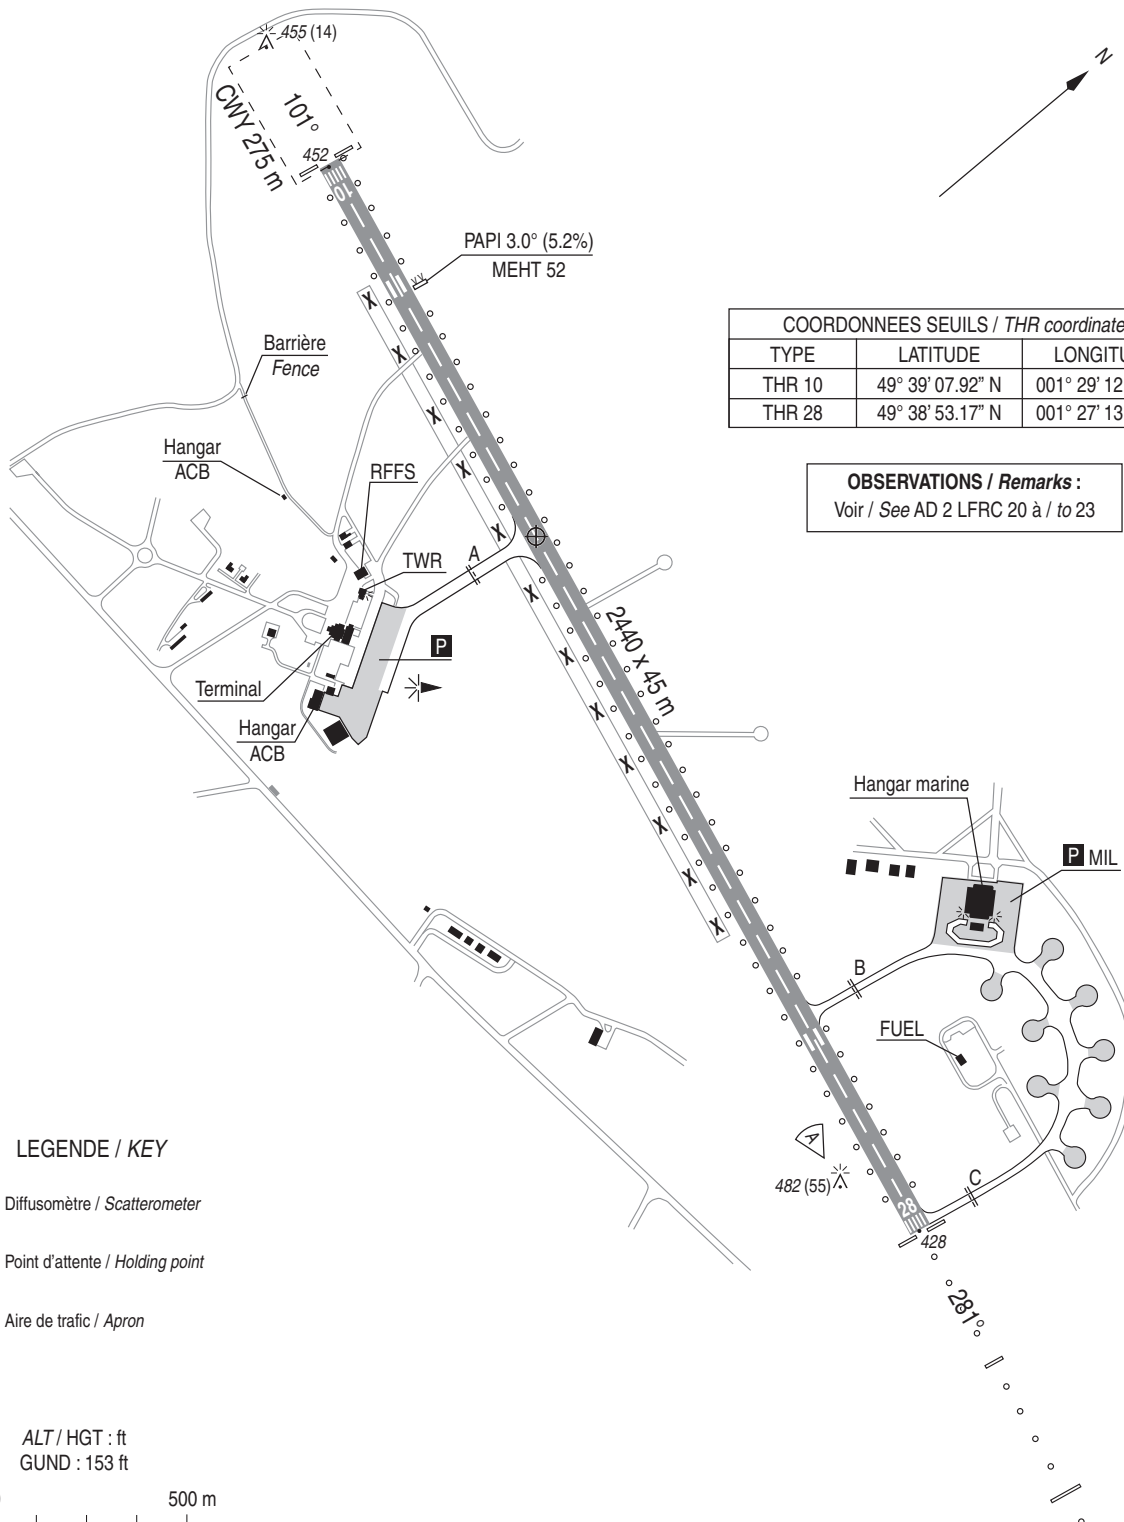 455 (14)
N
CWY 275 m
101°
452
10
PAPI 3.0° (5.2%)
MEHT 52
COORDONNEES SEUILS / THR coordinate
TYPE LATITUDE LONGITU
THR 10 49° 39' 07.92” N 001° 29' 12
THR 28 49° 38' 53.17” N 001° 27' 13
OBSERVATIONS / Remarks :
Voir / See AD 2 LFRC 20 à / to 23
Barrière
Fence
X
X
X
X
X
X
X
X
X
X
X
X
Hangar
ACB
RFFS
TWR
A
P
2440 x 45 m
Terminal
Hangar
ACB
Hangar marine
P MIL
B
FUEL
A
482 (55)
C
28
428
281°
LEGENDE / KEY
Diffusomètre / Scatterometer
Point d'attente / Holding point
Aire de trafic / Apron
ALT / HGT : ft
GUND : 153 ft
500 m